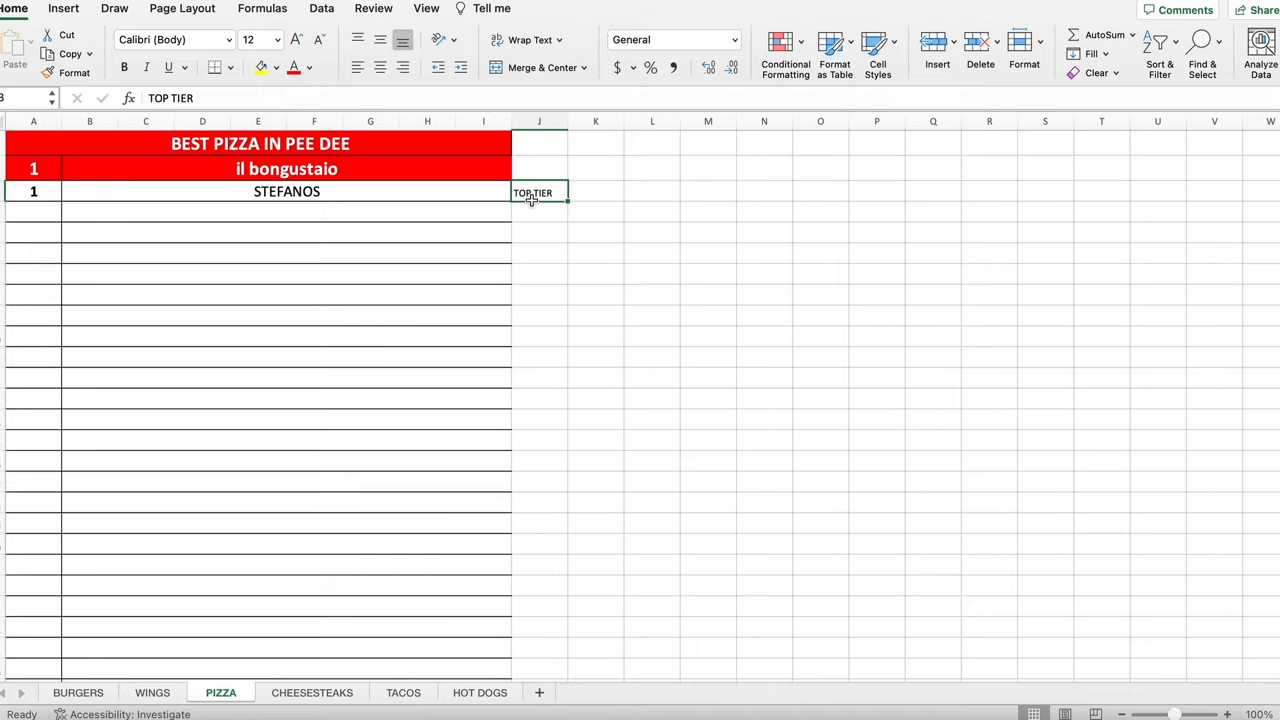 Home Insert Draw Page Layout Formulas Data Review View Tell me Comments Share
Cut
Copy
Format
Paste
Calibri (Body) 12 A A
B I U A
Wrap Text
Merge & Center
General
$ % 9
Conditional Formatting
Format as Table
Cell Styles
Insert
Delete
Format
AutoSum
Fill
Clear
Sort & Filter
Find & Select
Analyze Data
3 fx TOP TIER
A B C D E F G H I J K L M N O P Q R S T U V W
BEST PIZZA IN PEE DEE
1 il bongustaio
1 STEFANOS TOP TIER
BURGERS WINGS PIZZA CHEESESTEAKS TACOS HOT DOGS +
Ready Accessibility: Investigate 100%